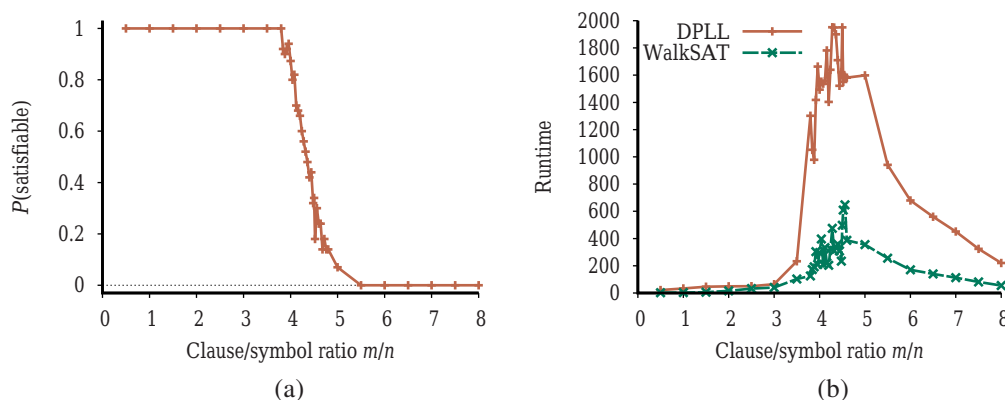 1
0.8
0.6
0.4
0.2
0
P(satisfiable)
0 1 2 3 4 5 6 7 8
Clause/symbol ratio m/n
(a)
2000
1800
1600
1400
1200
1000
800
600
400
200
0
Runtime
DPLL
WalkSAT
0 1 2 3 4 5 6 7 8
Clause/symbol ratio m/n
(b)